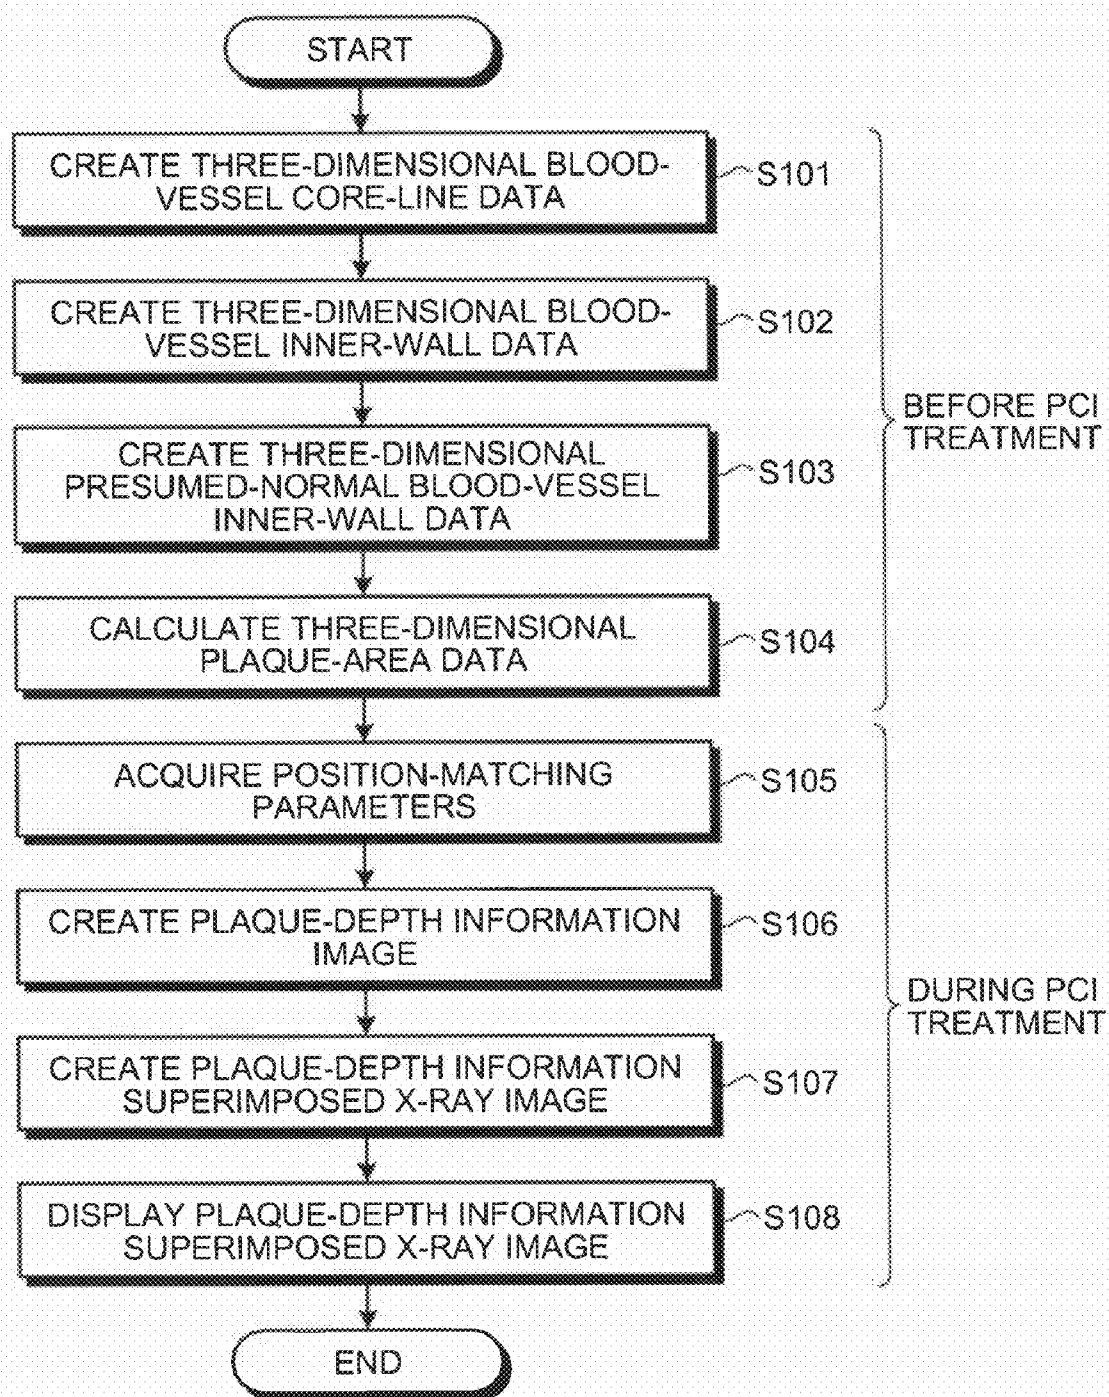 START
CREATE THREE-DIMENSIONAL BLOOD-
VESSEL CORE-LINE DATA
S101
CREATE THREE-DIMENSIONAL BLOOD-
VESSEL INNER-WALL DATA
S102
CREATE THREE-DIMENSIONAL
PRESUMED-NORMAL BLOOD-VESSEL
INNER-WALL DATA
S103
CALCULATE THREE-DIMENSIONAL
PLAQUE-AREA DATA
S104
BEFORE PCI
TREATMENT
ACQUIRE POSITION-MATCHING
PARAMETERS
S105
CREATE PLAQUE-DEPTH INFORMATION
IMAGE
S106
CREATE PLAQUE-DEPTH INFORMATION
SUPERIMPOSED X-RAY IMAGE
S107
DISPLAY PLAQUE-DEPTH INFORMATION
SUPERIMPOSED X-RAY IMAGE
S108
DURING PCI
TREATMENT
END